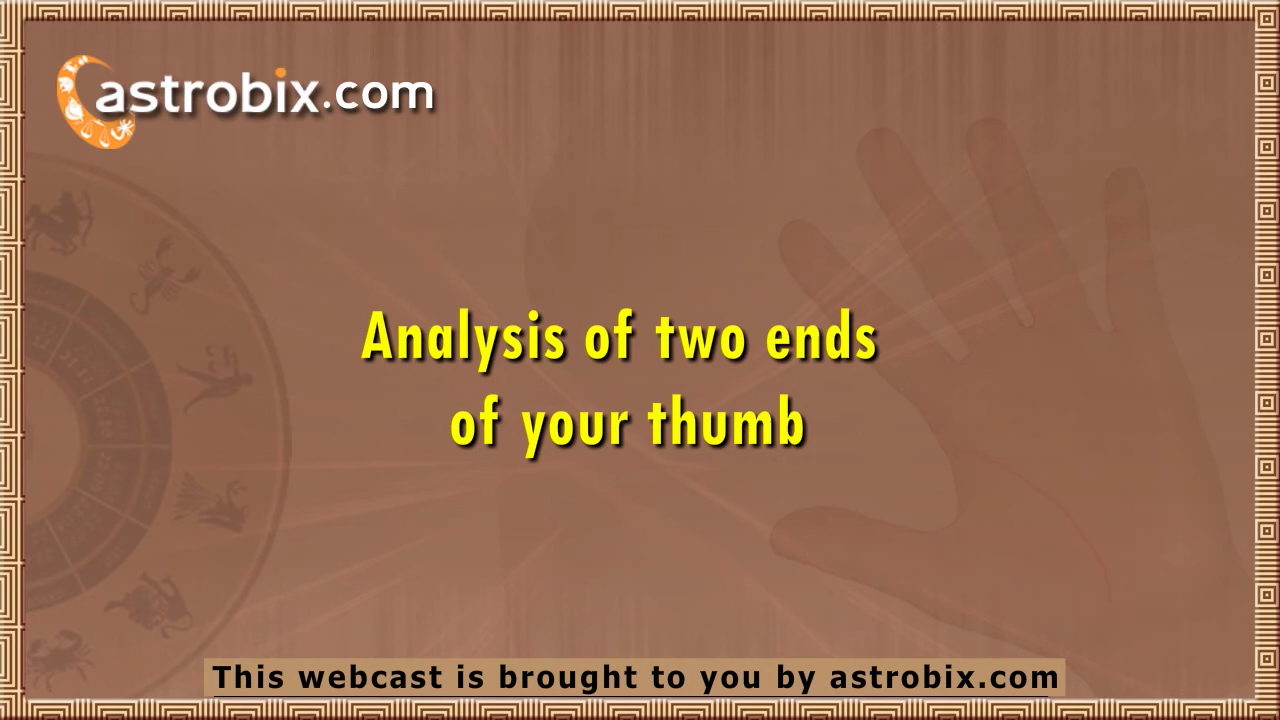 astrobix.com
Analysis of two ends
of your thumb
This webcast is brought to you by astrobix.com